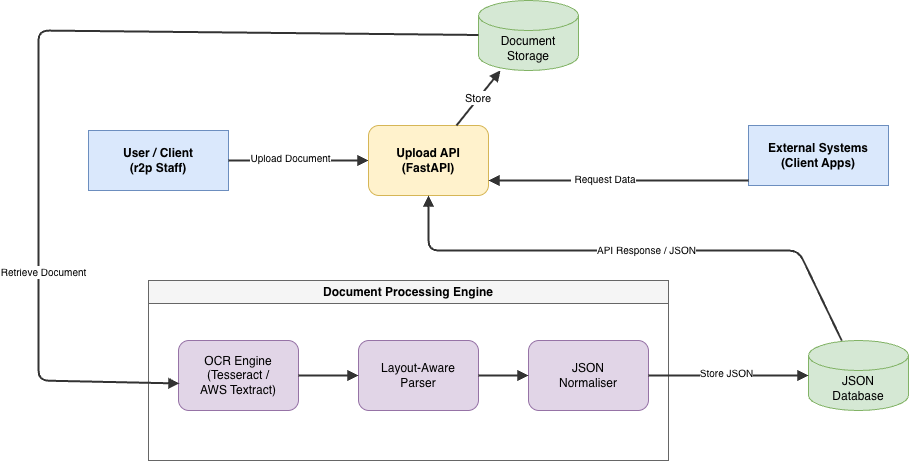 Document
Storage
Store
User / Client
(r2p Staff)
Upload Document
Upload API
(FastAPI)
External Systems
(Client Apps)
Request Data
API Response / JSON
Retrieve Document
Document Processing Engine
OCR Engine
(Tesseract /
AWS Textract)
Layout-Aware
Parser
JSON
Normaliser
Store JSON
JSON
Database